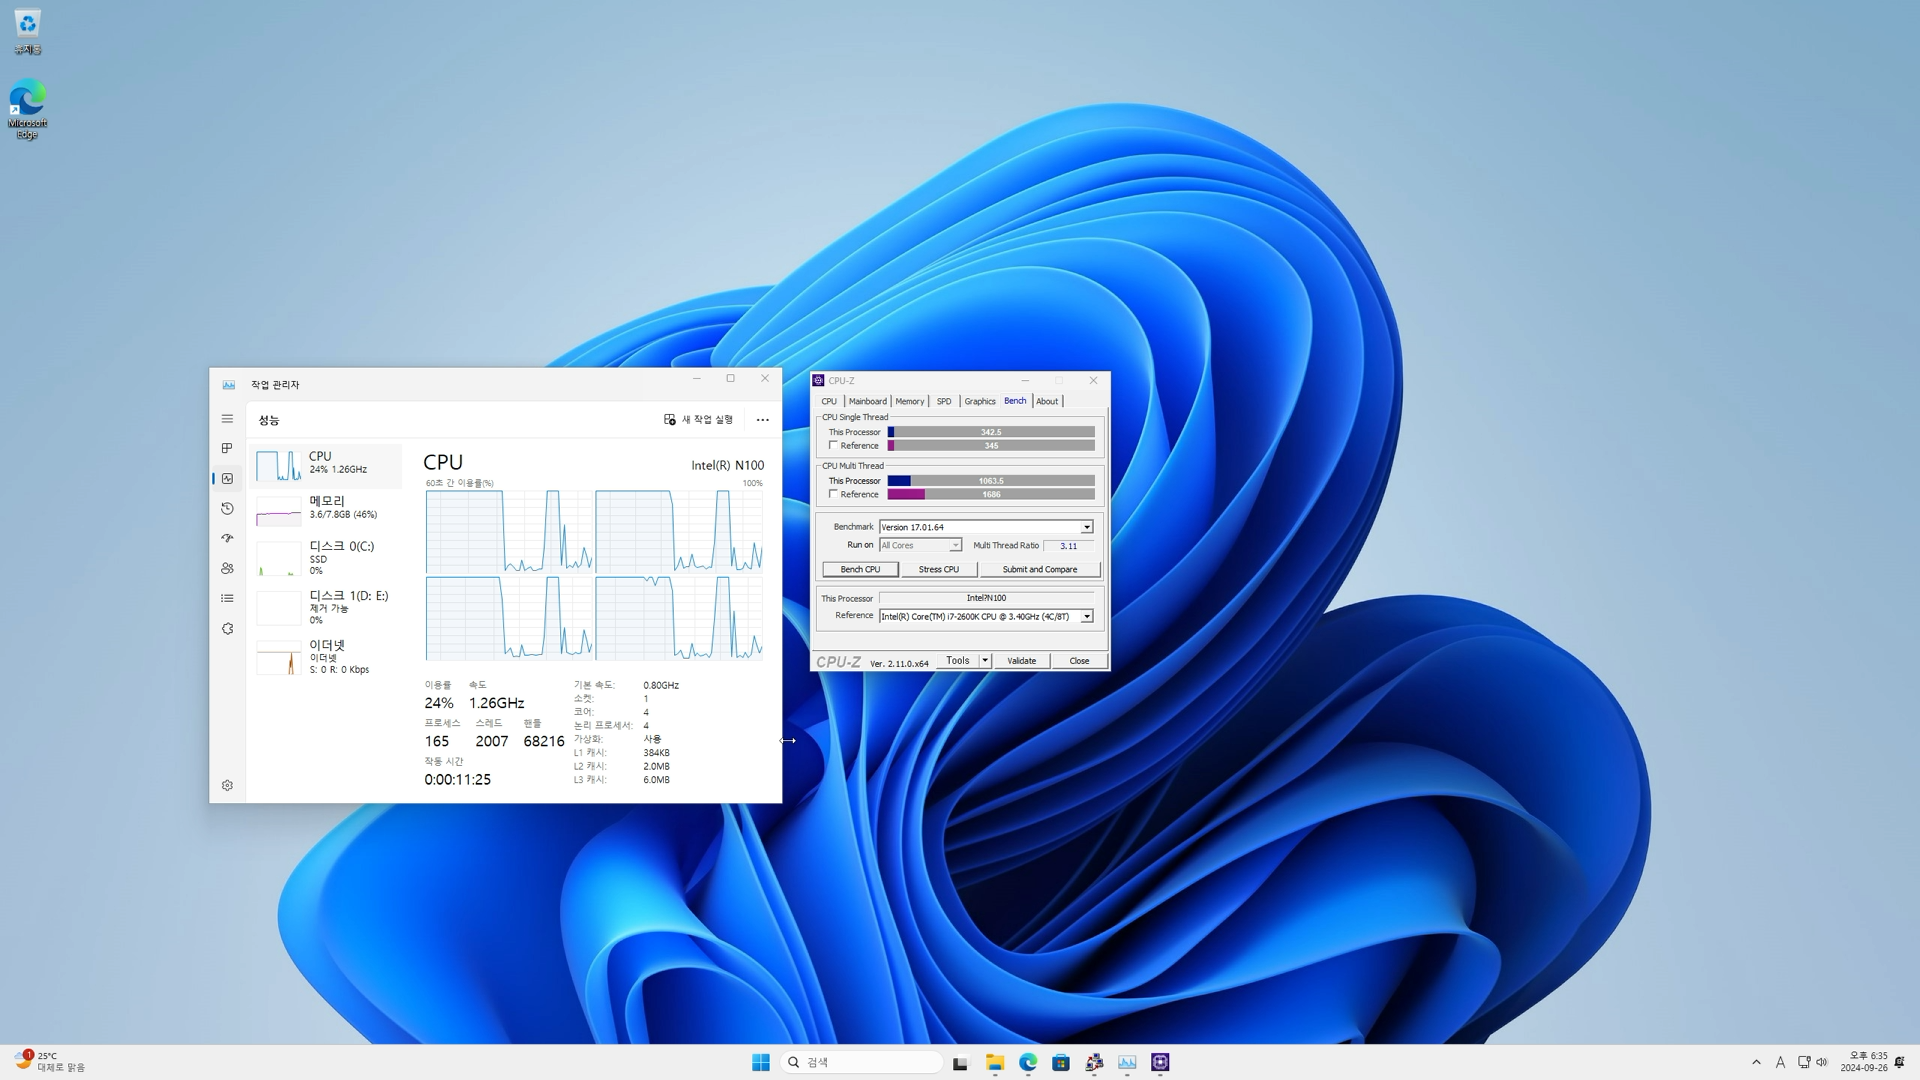 휴지통
Microsoft
Edge
작업 관리자
성능
새 작업 실행
CPU
24% 1.26GHz
메모리
3.6/7.8GB (46%)
디스크 0(C:)
SSD
0%
디스크 1(D: E:)
제거 가능
0%
이더넷
이더넷
S: 0 R: 0 Kbps
CPU
Intel(R) N100
60초 간 이용률(%)
100%
이용률 속도
24% 1.26GHz
프로세스 스레드 핸들
165 2007 68216
작동 시간
0:00:11:25
기본 속도: 0.80GHz
소켓: 1
코어: 4
논리 프로세서: 4
가상화: 사용
L1 캐시: 384KB
L2 캐시: 2.0MB
L3 캐시: 6.0MB
CPU-Z
CPU Mainboard Memory SPD Graphics Bench About
CPU Single Thread
This Processor 342.5
Reference 345
CPU Multi Thread
This Processor 1063.5
Reference 1686
Benchmark Version 17.01.64
Run on All Cores Multi Thread Ratio 3.11
Bench CPU Stress CPU Submit and Compare
This Processor Intel?N100
Reference Intel(R) Core(TM) i7-2600K CPU @ 3.40GHz (4C/8T)
CPU-Z Ver. 2.11.0.x64 Tools Validate Close
1
25°C
대체로 맑음
검색
A
오후 6:35
2024-09-26